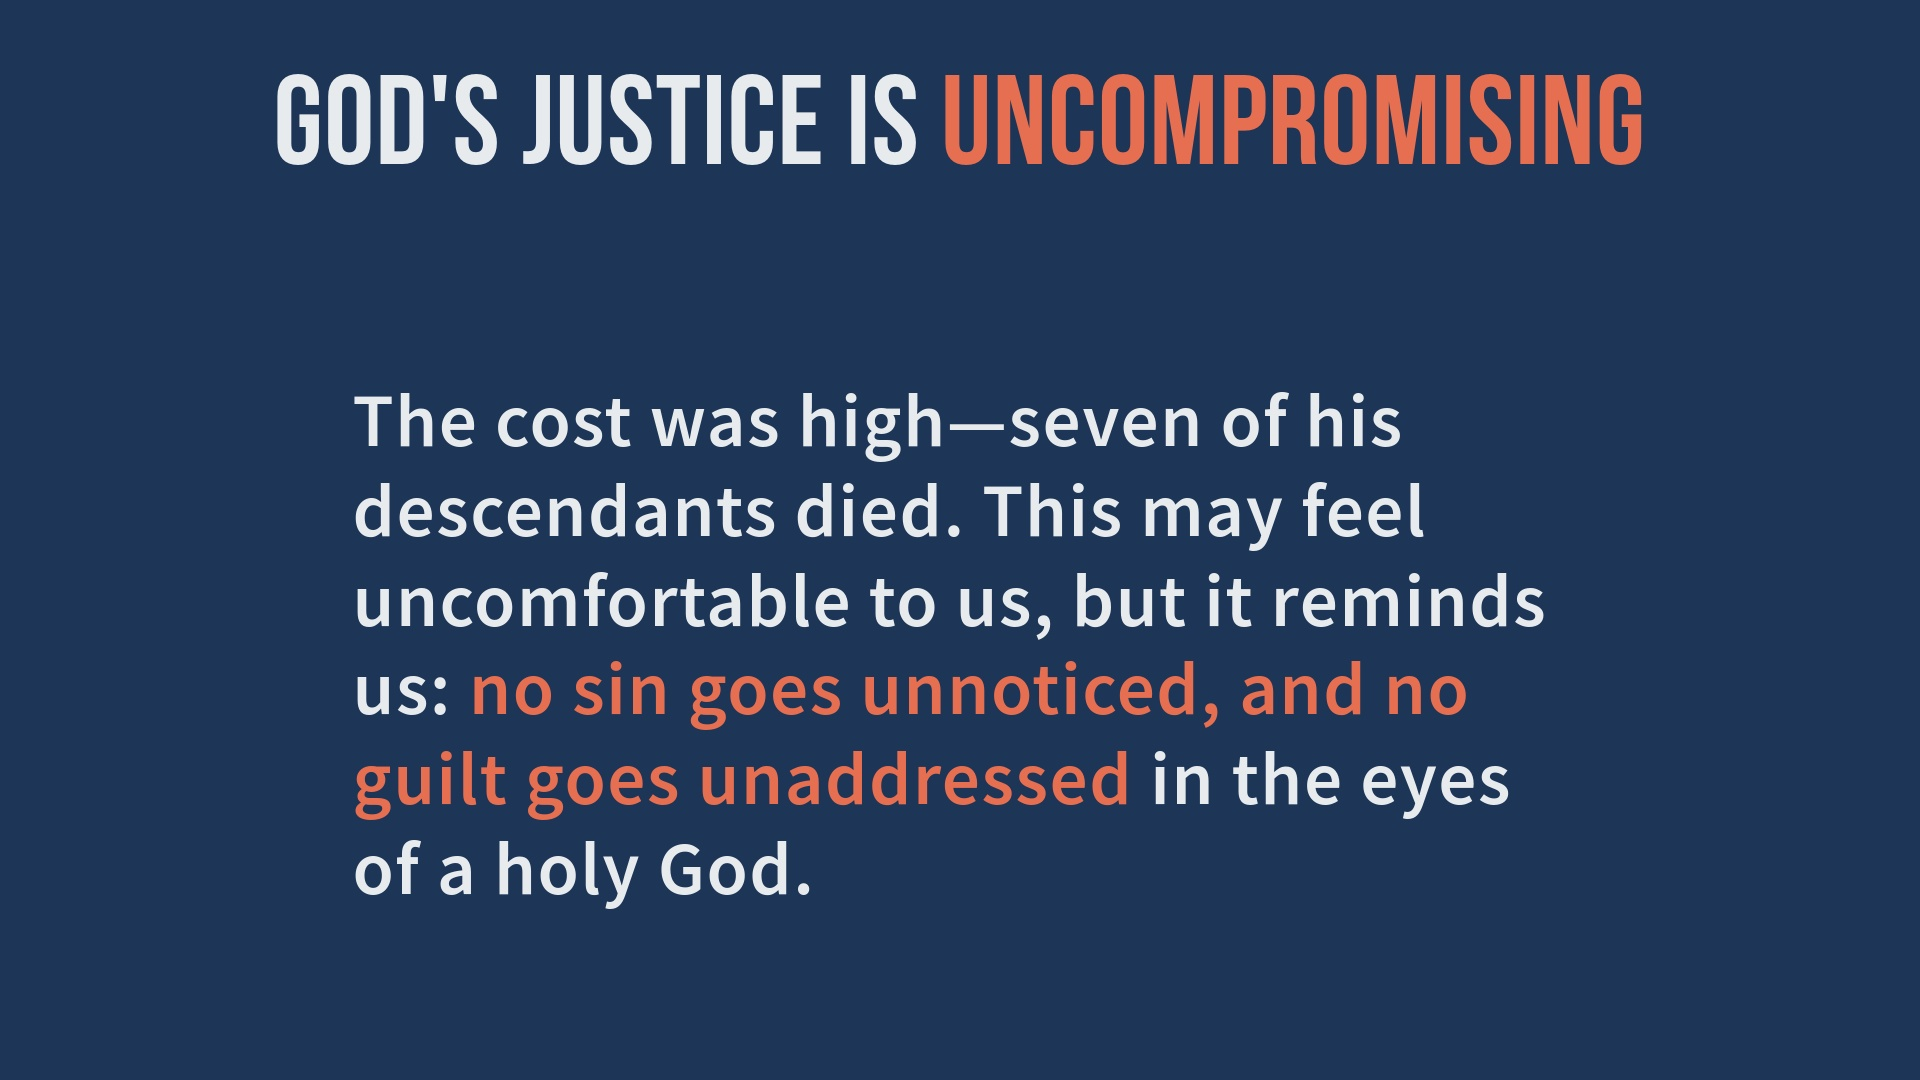 GOD'S JUSTICE IS UNCOMPROMISING
The cost was high—seven of his
descendants died. This may feel
uncomfortable to us, but it reminds
us: no sin goes unnoticed, and no
guilt goes unaddressed in the eyes
of a holy God.